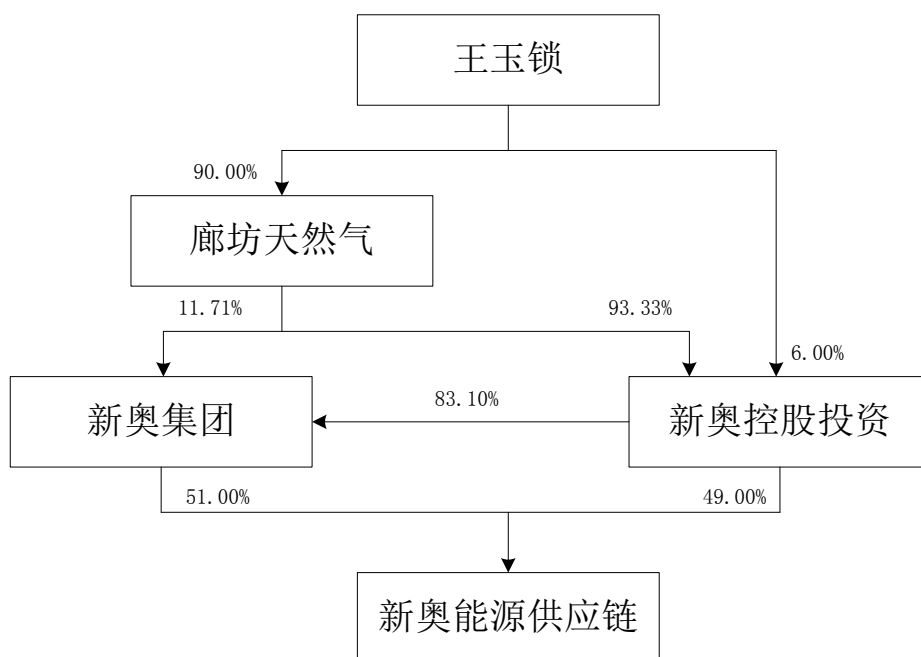 王玉锁
90.00%
廊坊天然气
11.71%
93.33%
6.00%
新奥集团
83.10%
新奥控股投资
51.00%
49.00%
新奥能源供应链